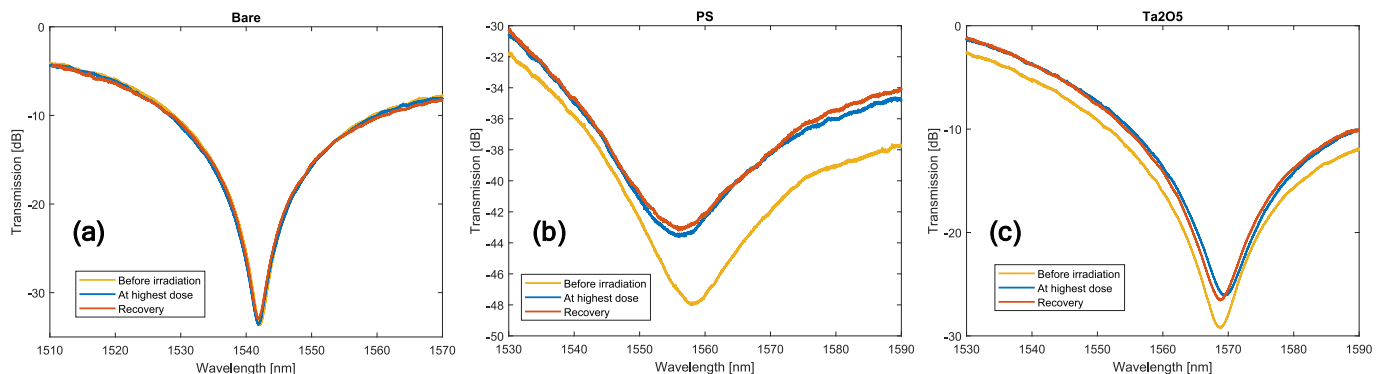 Bare
0
-10
-20
-30
Transmission [dB]
(a)
Before irradiation
At highest dose
Recovery
1510 1520 1530 1540 1550 1560 1570
Wavelength [nm]
PS
-30
-32
-34
-36
-38
-40
-42
-44
-46
-48
-50
Transmission [dB]
(b)
Before irradiation
At highest dose
Recovery
1530 1540 1550 1560 1570 1580 1590
Wavelength [nm]
Ta2O5
0
-10
-20
-30
Transmission [dB]
(c)
Before irradiation
At highest dose
Recovery
1530 1540 1550 1560 1570 1580 1590
Wavelength [nm]